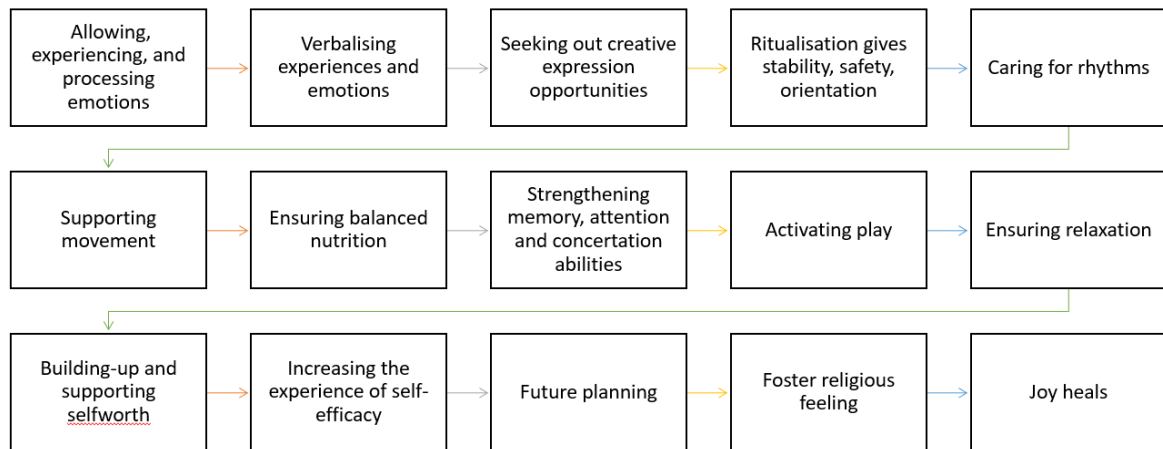 Allowing,
experiencing, and
processing
emotions
Verbalising
experiences and
emotions
Seeking out creative
expression
opportunities
Ritualisation gives
stability, safety,
orientation
Caring for rhythms
Supporting
movement
Ensuring balanced
nutrition
Strengthening
memory, attention
and concertation
abilities
Activating play
Ensuring relaxation
Building-up and
supporting
selfworth
Increasing the
experience of self-
efficacy
Future planning
Foster religious
feeling
Joy heals